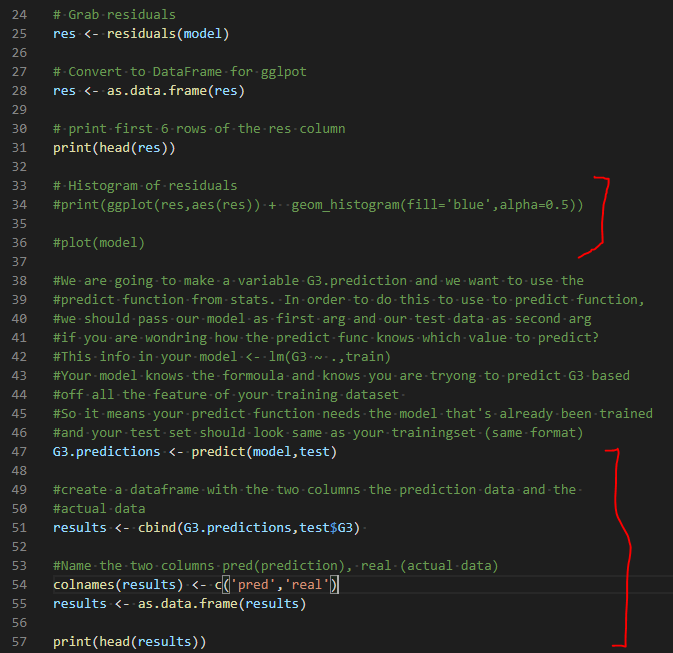 24 # Grab residuals
25 res <- residuals(model)
26
27 # Convert to DataFrame for gglpot
28 res <- as.data.frame(res)
29
30 # print first 6 rows of the res column
31 print(head(res))
32
33 # Histogram of residuals
34 #print(ggplot(res,aes(res)) +  geom_histogram(fill='blue',alpha=0.5))
35
36 #plot(model)
37
38 #We are going to make a variable G3.prediction and we want to use the
39 #predict function from stats. In order to do this to use to predict function,
40 #we should pass our model as first arg and our test data as second arg
41 #if you are wondring how the predict func knows which value to predict?
42 #This info in your model <- lm(G3 ~ .,train)
43 #Your model knows the formoula and knows you are tryong to predict G3 based
44 #off all the feature of your training dataset
45 #So it means your predict function needs the model that's already been trained
46 #and your test set should look same as your trainingset (same format)
47 G3.predictions <- predict(model,test)
48
49 #create a dataframe with the two columns the prediction data and the
50 #actual data
51 results <- cbind(G3.predictions,test$G3)
52
53 #Name the two columns pred(prediction), real (actual data)
54 colnames(results) <- c('pred','real')
55 results <- as.data.frame(results)
56
57 print(head(results))